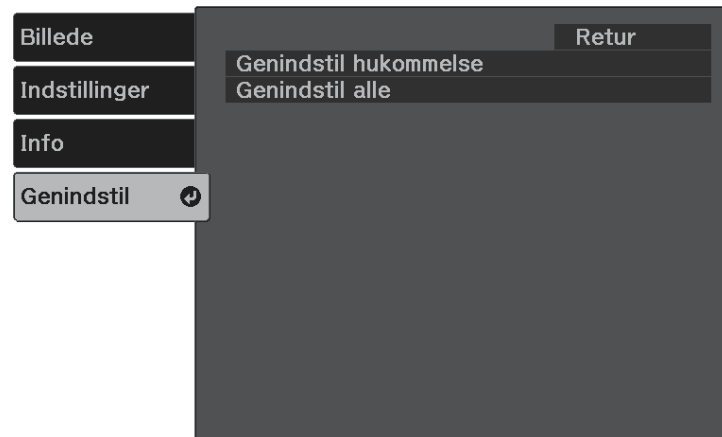 Billede
Indstillinger
Info
Genindstil
Retur
Genindstil hukommelse
Genindstil alle